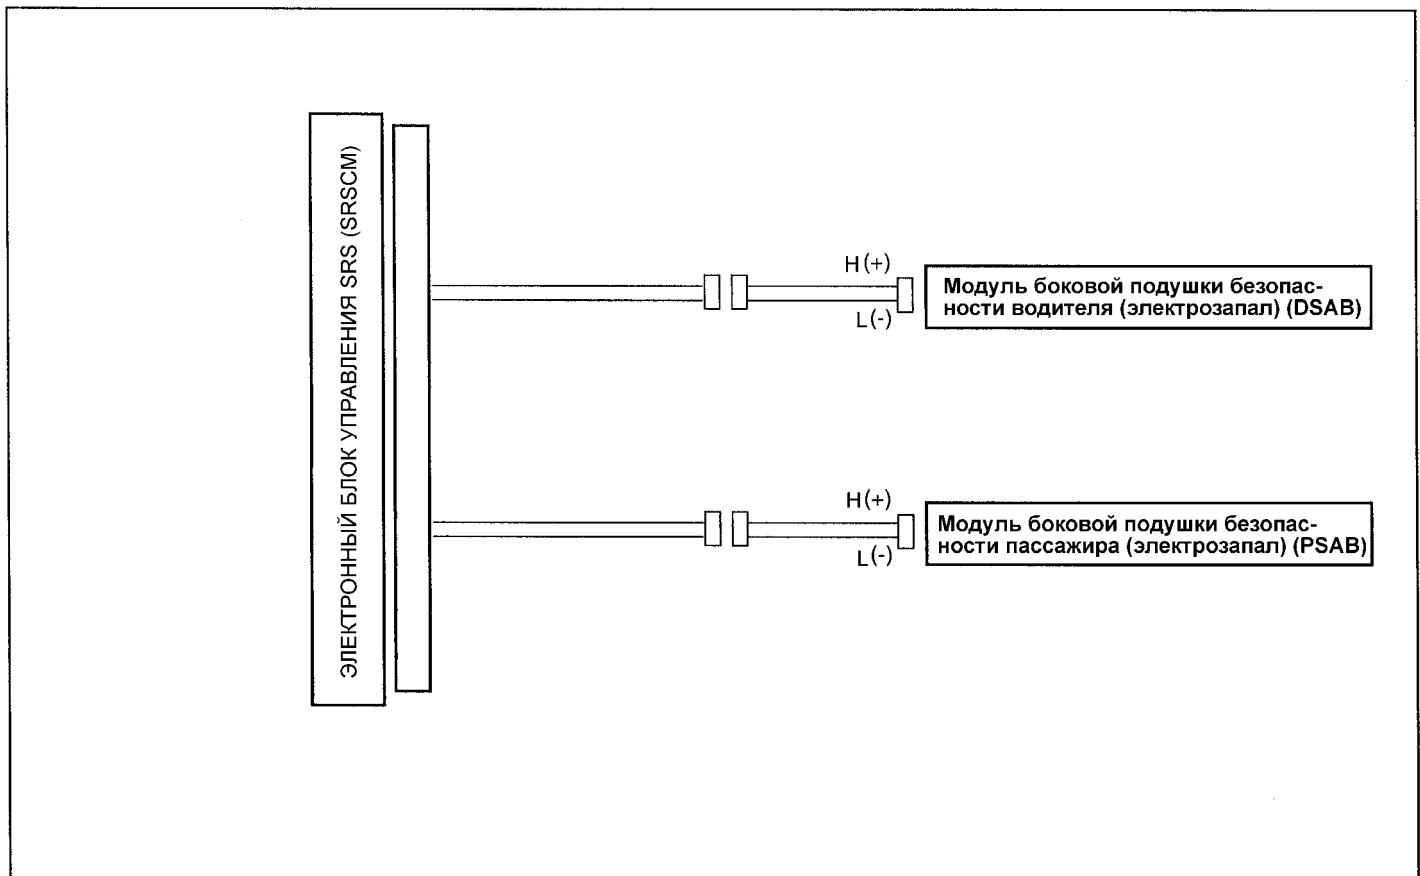 ЭЛЕКТРОННЫЙ БЛОК УПРАВЛЕНИЯ SRS (SRSCM)
H(+)
L(-)
Модуль боковой подушки безопас-
ности водителя (электрозапал) (DSAB)
H(+)
L(-)
Модуль боковой подушки безопас-
ности пассажира (электрозапал) (PSAB)